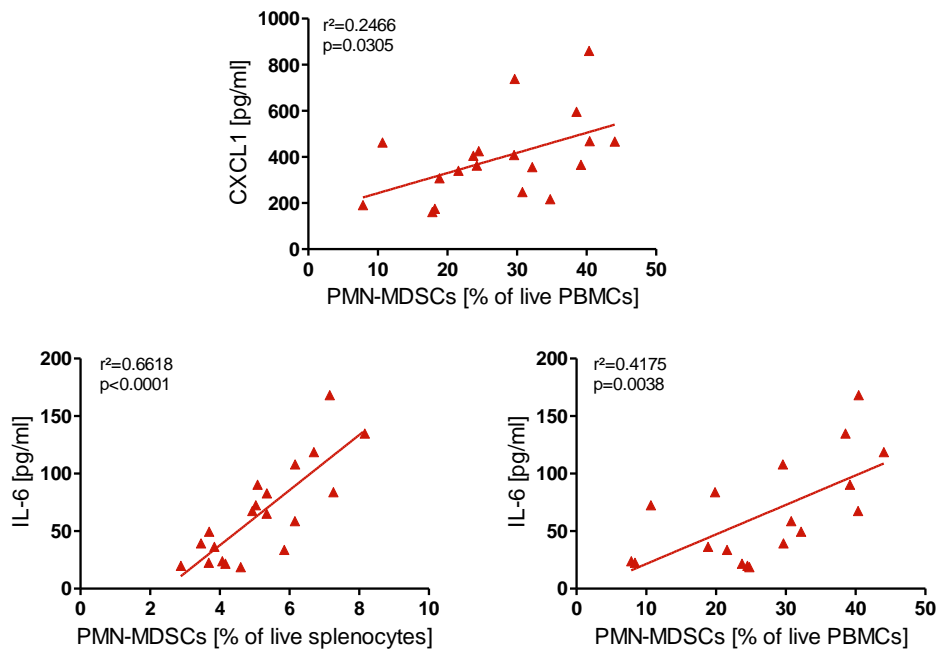 r²=0.2466
p=0.0305
CXCL1 [pg/ml]
1000
800
600
400
200
0
0 10 20 30 40 50
PMN-MDSCs [% of live PBMCs]
r²=0.6618
p<0.0001
IL-6 [pg/ml]
200
150
100
50
0
0 2 4 6 8 10
PMN-MDSCs [% of live splenocytes]
r²=0.4175
p=0.0038
IL-6 [pg/ml]
200
150
100
50
0
0 10 20 30 40 50
PMN-MDSCs [% of live PBMCs]